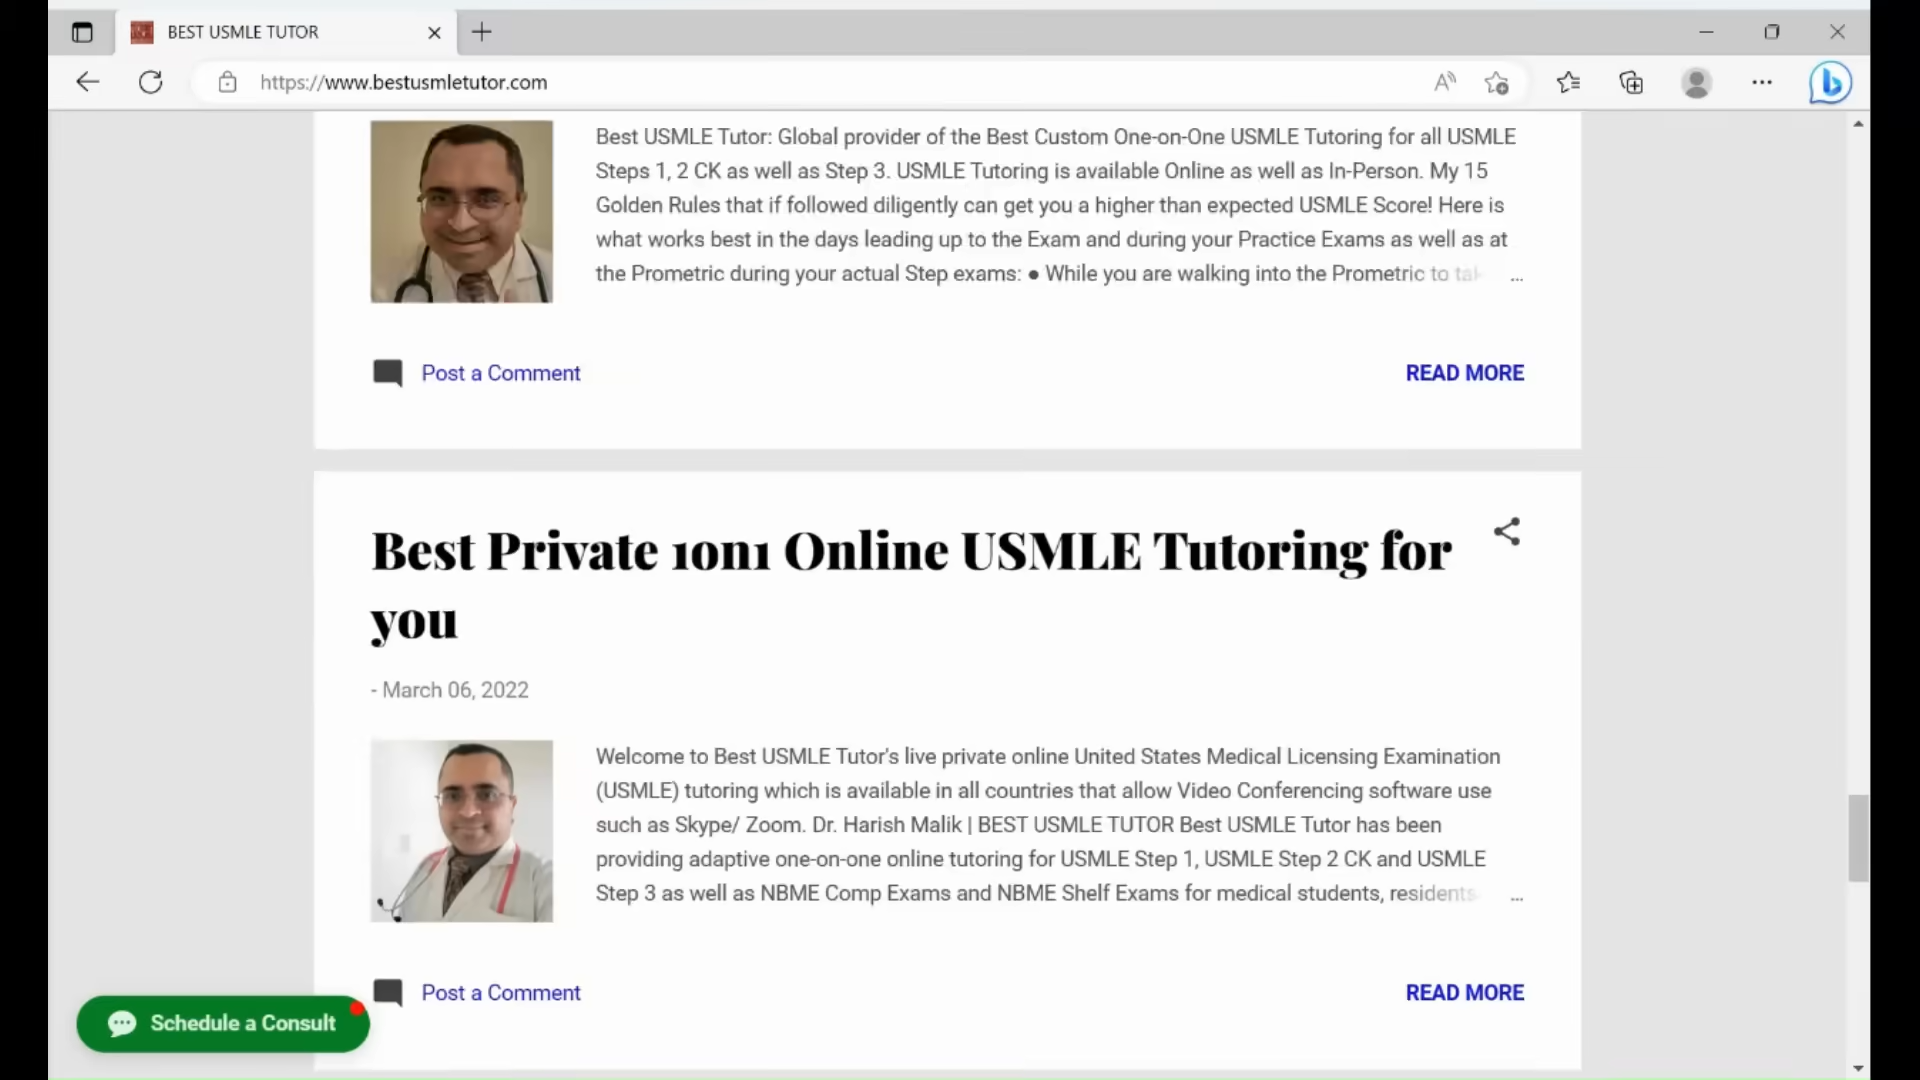 BEST USMLE TUTOR
https://www.bestusmletutor.com
Best USMLE Tutor: Global provider of the Best Custom One-on-One USMLE Tutoring for all USMLE
Steps 1, 2 CK as well as Step 3. USMLE Tutoring is available Online as well as In-Person. My 15
Golden Rules that if followed diligently can get you a higher than expected USMLE Score! Here is
what works best in the days leading up to the Exam and during your Practice Exams as well as at
the Prometric during your actual Step exams: ● While you are walking into the Prometric to tak ...
Post a Comment
READ MORE
Best Private 1on1 Online USMLE Tutoring for
you
- March 06, 2022
Welcome to Best USMLE Tutor's live private online United States Medical Licensing Examination
(USMLE) tutoring which is available in all countries that allow Video Conferencing software use
such as Skype/ Zoom. Dr. Harish Malik | BEST USMLE TUTOR Best USMLE Tutor has been
providing adaptive one-on-one online tutoring for USMLE Step 1, USMLE Step 2 CK and USMLE
Step 3 as well as NBME Comp Exams and NBME Shelf Exams for medical students, residents ...
Post a Comment
READ MORE
Schedule a Consult